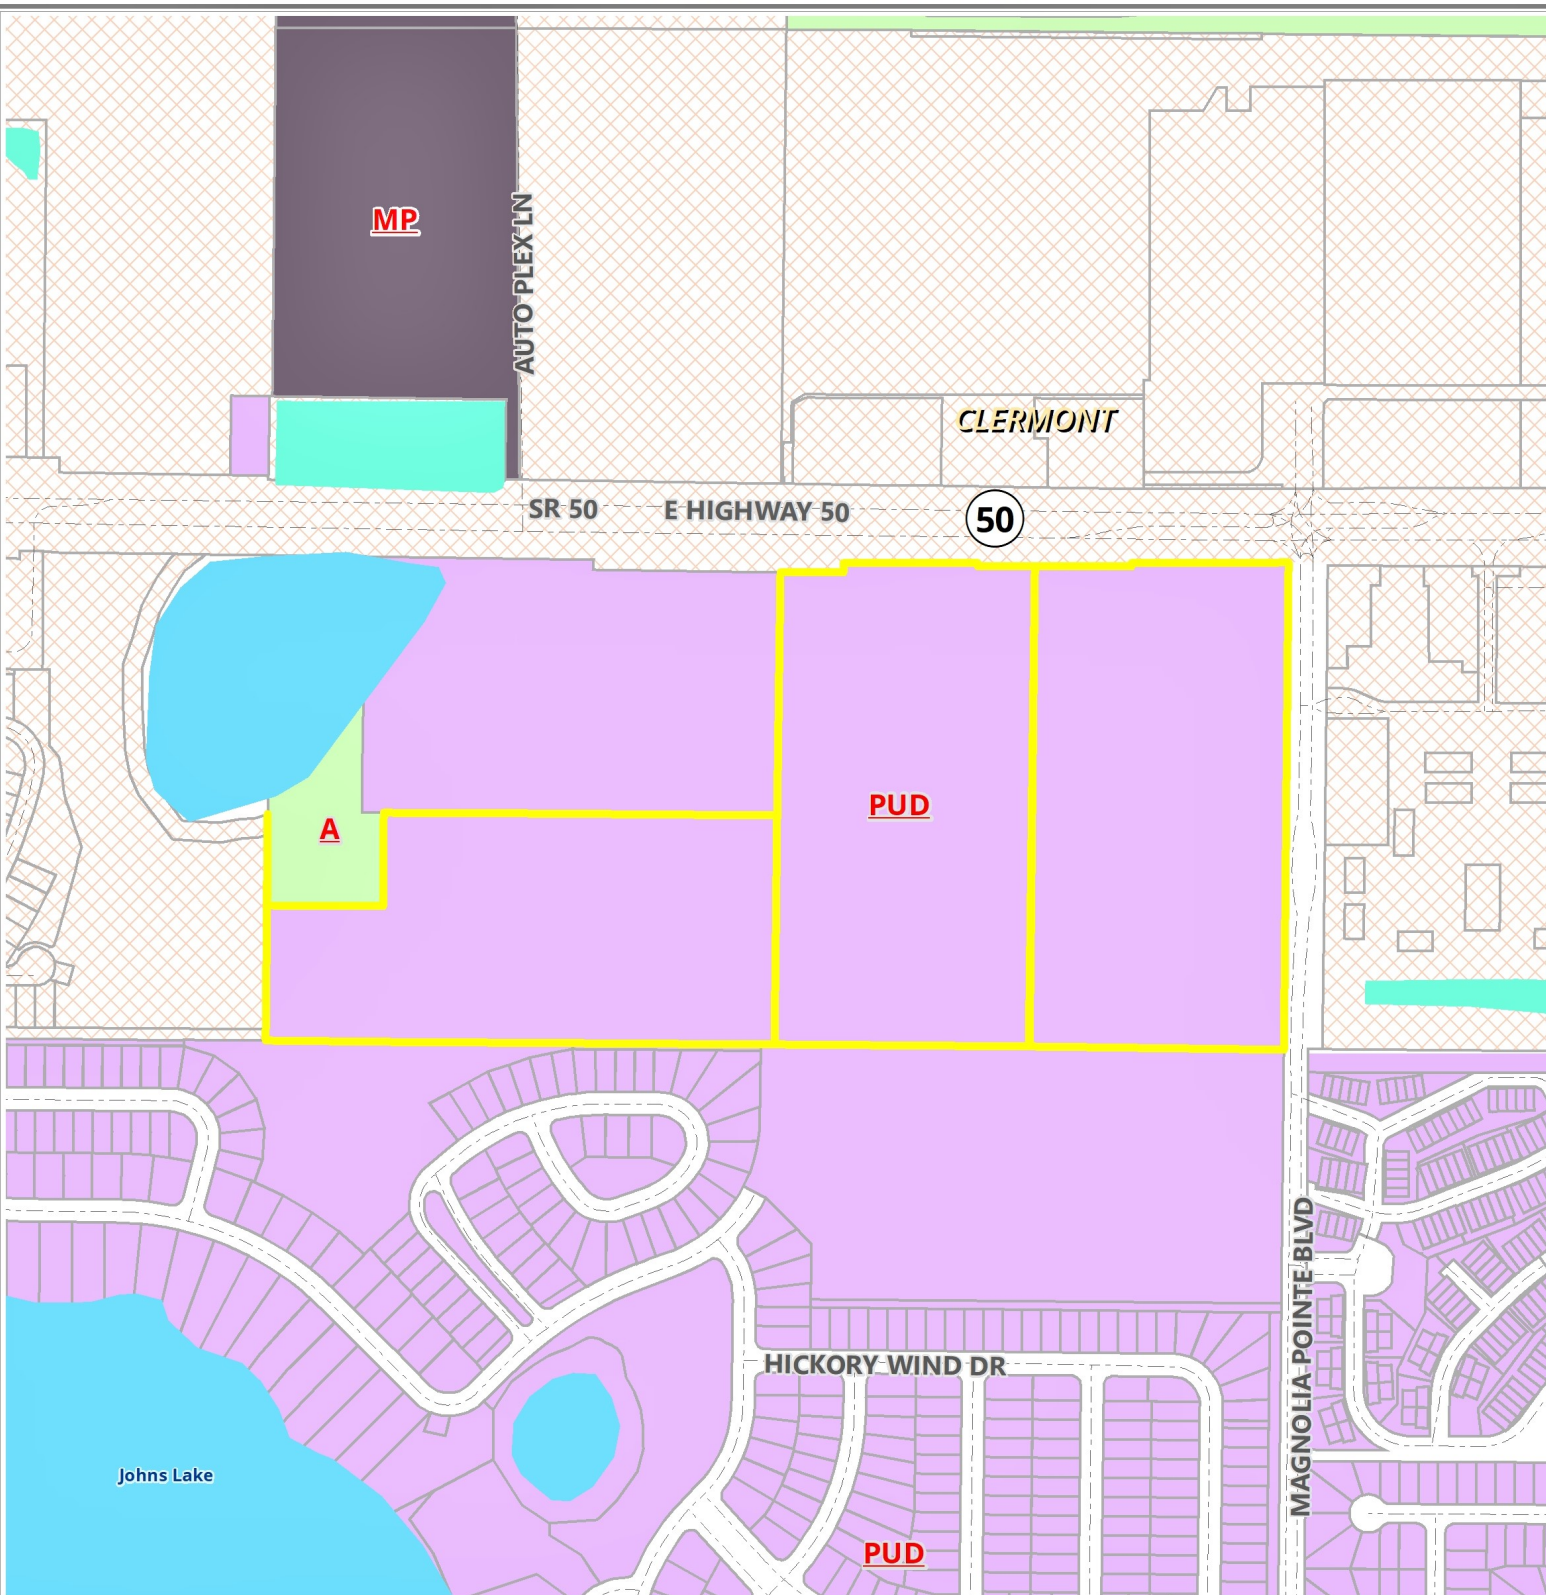 MP
AUTO PLEX LN
CLERMONT
SR 50
E HIGHWAY 50
50
PUD
A
MAGNOLIA POINTE BLVD
HICKORY WIND DR
Johns Lake
PUD